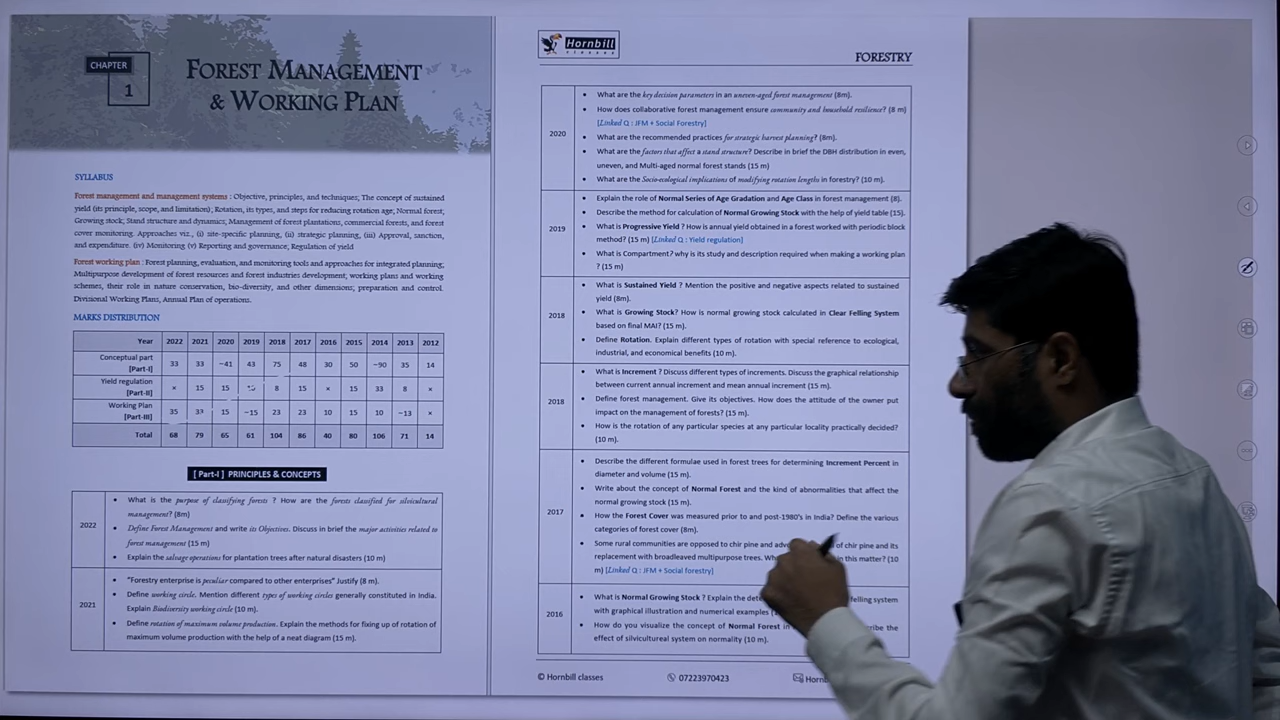 CHAPTER
1
FOREST MANAGEMENT
& WORKING PLAN
SYLLABUS
Forest management and management systems : Objective, principles, and techniques; The concept of sustained
yield (its principle, scope, and limitation); Rotation, its types, and steps for reducing rotation age; Normal forest;
Growing stock; Stand structure and dynamics; Management of forest plantations, commercial forests, and forest
cover monitoring. Approaches viz., (i) site-specific planning, (ii) strategic planning, (iii) Approval, sanction,
and expenditure. (iv) Monitoring (v) Reporting and governance; Regulation of yield
Forest working plan : Forest planning, evaluation, and monitoring tools and approaches for integrated planning;
Multipurpose development of forest resources and forest industries development; working plans and working
schemes, their role in nature conservation, bio-diversity, and other dimensions; preparation and control.
Divisional Working Plans, Annual Plan of operations.
MARKS DISTRIBUTION
Year 2022 2021 2020 2019 2018 2017 2016 2015 2014 2013 2012
Conceptual part
[Part-I] 33 33 ~41 43 75 48 30 50 ~90 35 14
Yield regulation
[Part-II] × 15 15 8 15 × 15 33 8 ×
Working Plan
[Part-III] 35 33 15 ~15 23 23 10 15 10 ~13 ×
Total 68 79 65 61 104 86 40 80 106 71 14
[ Part-I ] PRINCIPLES & CONCEPTS
2022
• What is the purpose of classifying forests ? How are the forests classified for silvicultural
management? (8m)
• Define Forest Management and write its Objectives. Discuss in brief the major activities related to
forest management (15 m)
• Explain the salvage operations for plantation trees after natural disasters (10 m)
2021
• "Forestry enterprise is peculiar compared to other enterprises" Justify (8 m).
• Define working circle. Mention different types of working circles generally constituted in India.
Explain Biodiversity working circle (10 m).
• Define rotation of maximum volume production. Explain the methods for fixing up of rotation of
maximum volume production with the help of a neat diagram (15 m).
Hornbill
classes
FORESTRY
2020
• What are the key decision parameters in an uneven-aged forest management (8m).
• How does collaborative forest management ensure community and household resilience? (8 m)
[Linked Q : JFM + Social Forestry]
• What are the recommended practices for strategic harvest planning? (8m).
• What are the factors that affect a stand structure? Describe in brief the DBH distribution in even,
uneven, and Multi-aged normal forest stands (15 m)
• What are the Socio-ecological implications of modifying rotation lengths in forestry? (10 m).
2019
• Explain the role of Normal Series of Age Gradation and Age Class in forest management (8).
• Describe the method for calculation of Normal Growing Stock with the help of yield table (15).
• What is Progressive Yield ? How is annual yield obtained in a forest worked with periodic block
method? (15 m) [Linked Q : Yield regulation]
• What is Compartment? why is its study and description required when making a working plan
? (15 m)
2018
• What is Sustained Yield ? Mention the positive and negative aspects related to sustained
yield (8m).
• What is Growing Stock? How is normal growing stock calculated in Clear Felling System
based on final MAI? (15 m).
• Define Rotation. Explain different types of rotation with special reference to ecological,
industrial, and economical benefits (10 m).
2018
• What is Increment ? Discuss different types of increments. Discuss the graphical relationship
between current annual increment and mean annual increment (15 m).
• Define forest management. Give its objectives. How does the attitude of the owner put
impact on the management of forests? (15 m).
• How is the rotation of any particular species at any particular locality practically decided?
(10 m).
2017
• Describe the different formulae used in forest trees for determining Increment Percent in
diameter and volume (15 m).
• Write about the concept of Normal Forest and the kind of abnormalities that affect the
normal growing stock (15 m).
• How the Forest Cover was measured prior to and post-1980's in India? Define the various
categories of forest cover (8m).
• Some rural communities are opposed to chir pine and of chir pine and its
replacement with broadleaved multipurpose trees. in this matter? (10
m) [Linked Q : JFM + Social forestry]
2016
• What is Normal Growing Stock ? Explain the felling system
with graphical illustration and numerical examples
• How do you visualize the concept of Normal Forest in the
effect of silvicultureal system on normality (10 m).
© Hornbill classes
07223970423